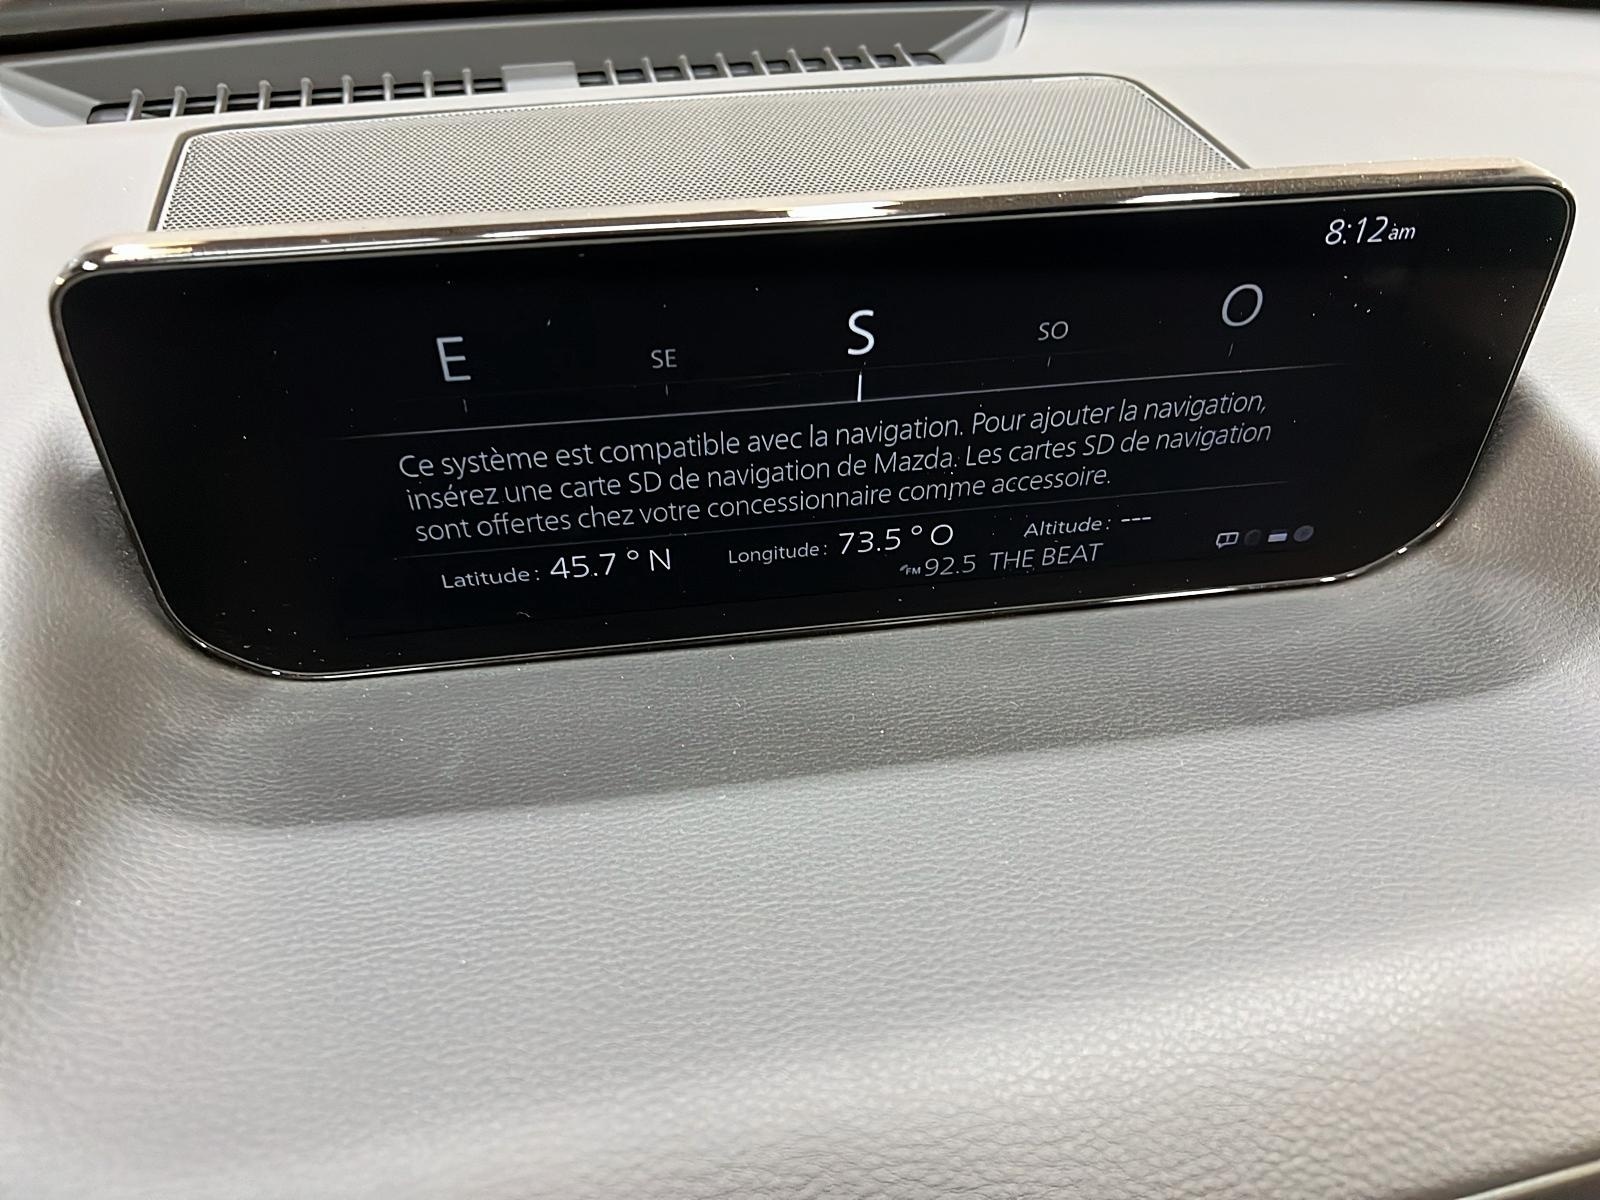 8:12am
E SE S SO O
Ce système est compatible avec la navigation. Pour ajouter la navigation,
insérez une carte SD de navigation de Mazda. Les cartes SD de navigation
sont offertes chez votre concessionnaire comme accessoire.
Latitude: 45.7 ° N Longitude: 73.5 ° O Altitude: ---
FM 92.5 THE BEAT